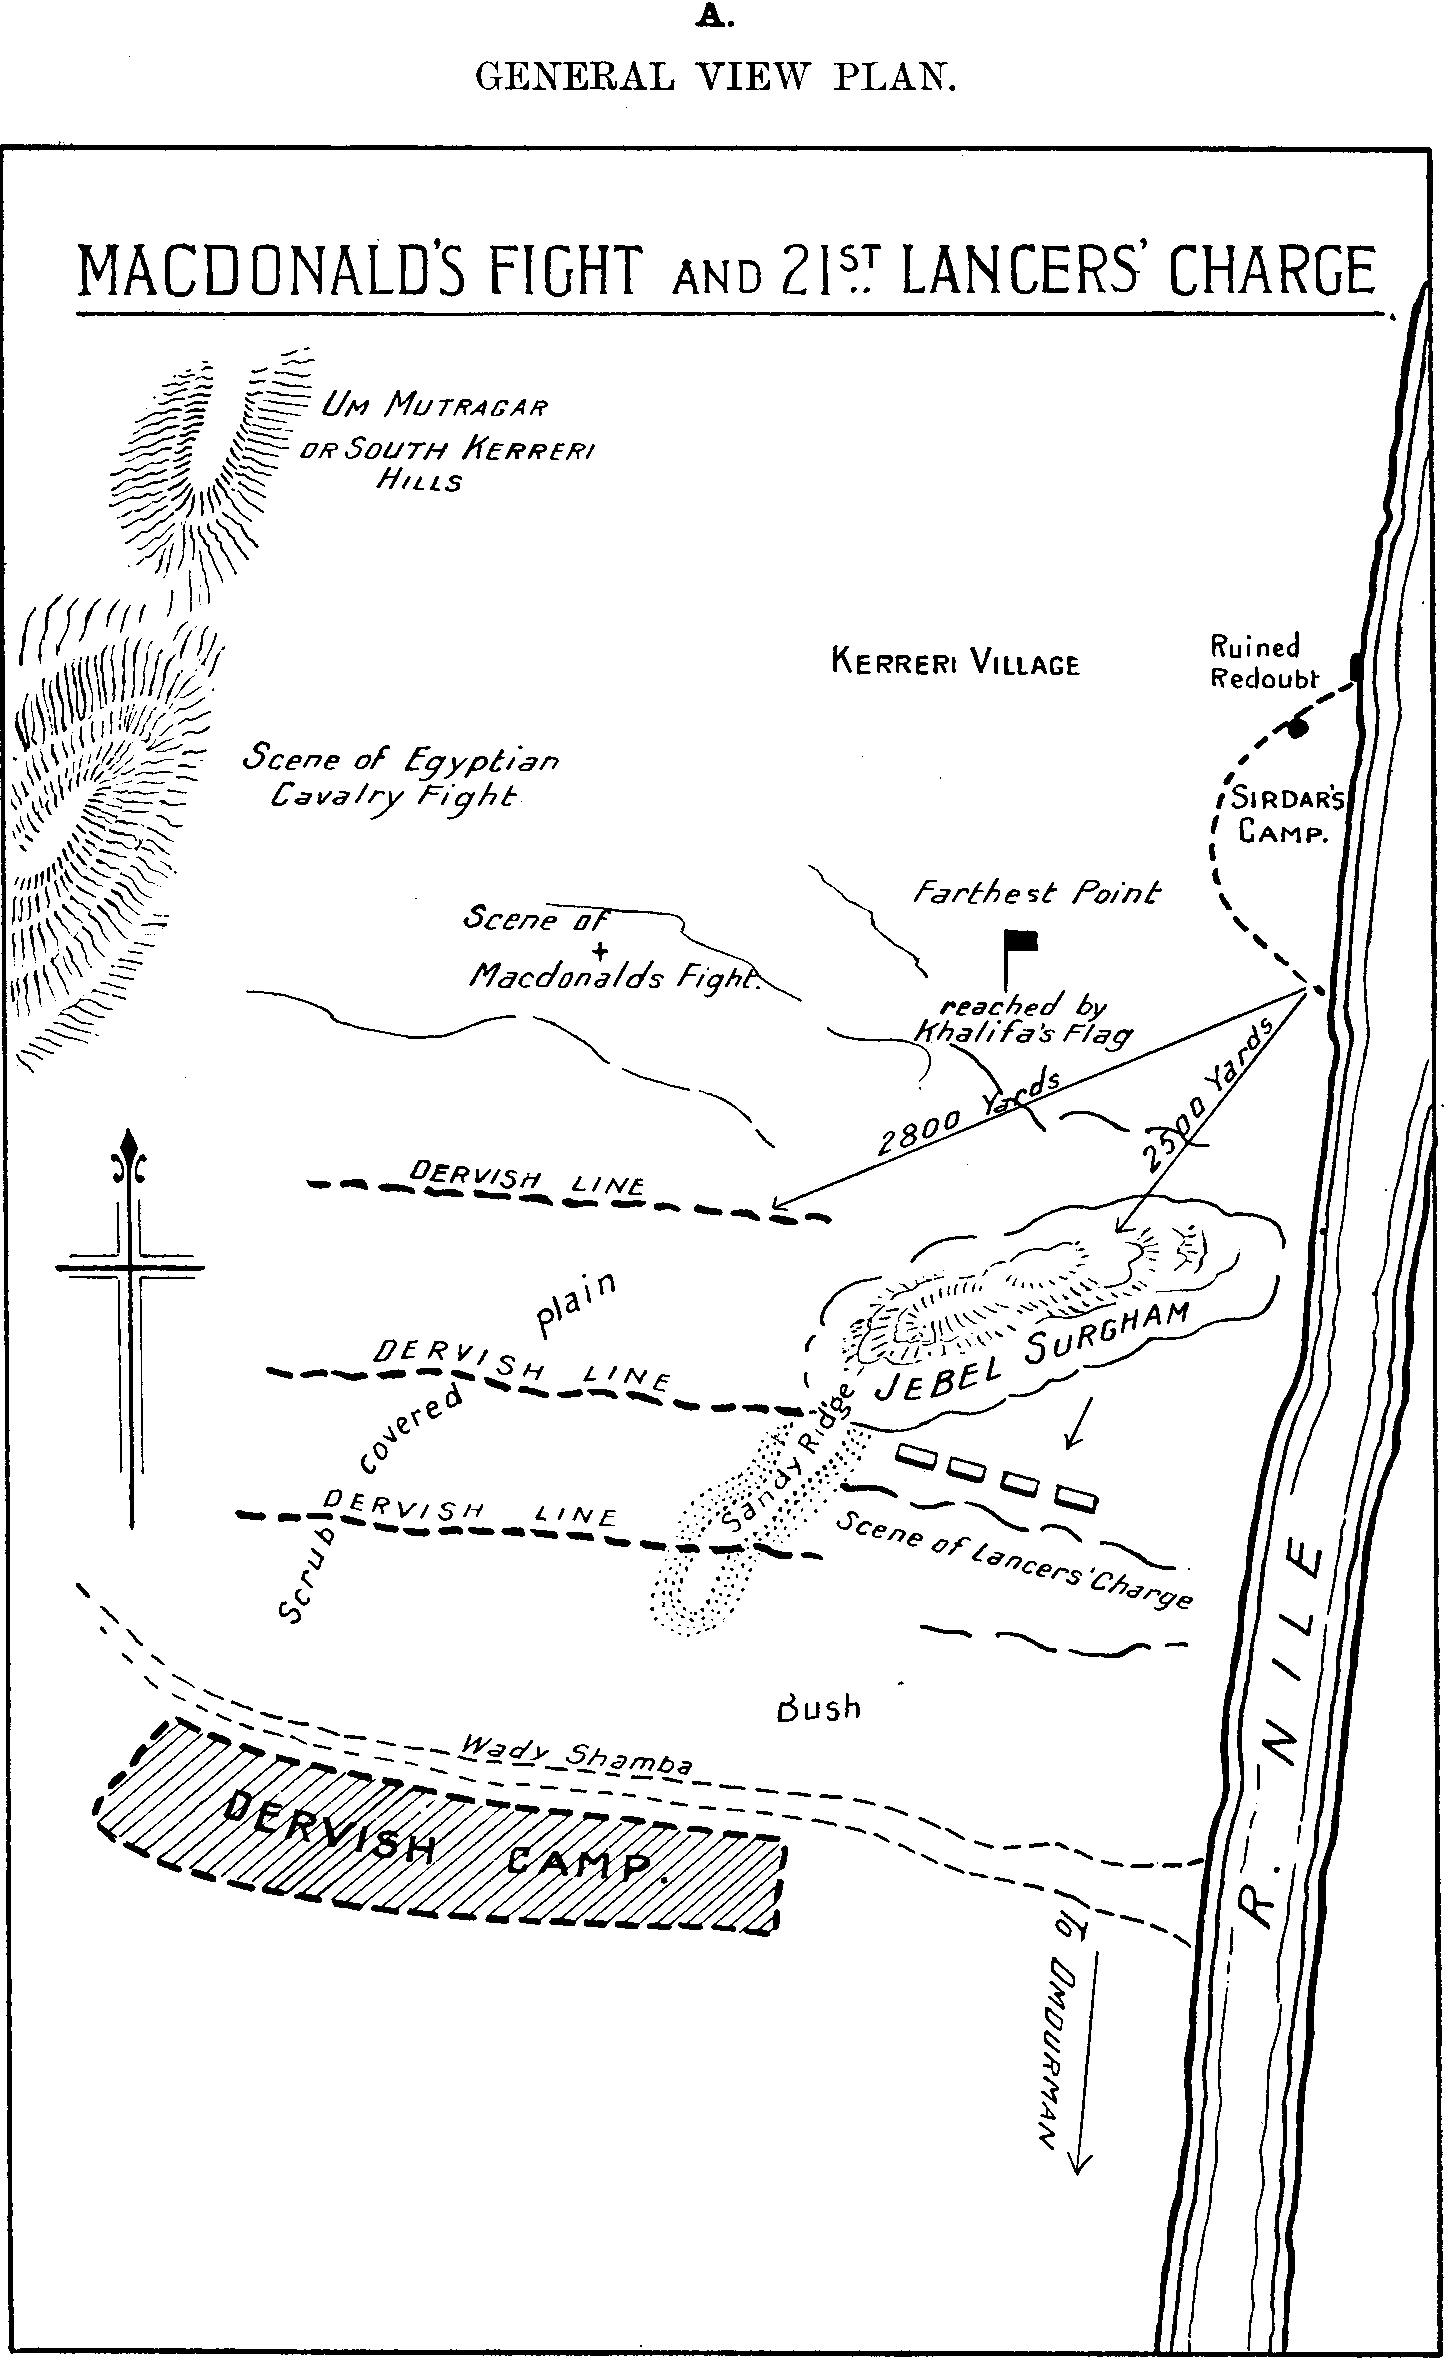 A.
GENERAL VIEW PLAN.
MACDONALD'S FIGHT AND 21ST LANCERS' CHARGE
UM MUTRAGAR
OR SOUTH KERRERI
HILLS
KERRERI VILLAGE
Ruined
Redoubt
Scene of Egyptian
Cavalry Fight
SIRDAR'S
CAMP.
Farthest Point
reached by
Khalifa's Flag
Scene of
Macdonalds Fight.
2800 Yards
2500 Yards
DERVISH LINE
plain
DERVISH LINE
covered
JEBEL SURGHAM
Sandy Ridge
DERVISH LINE
Scrub
Scene of Lancers' Charge
Bush
Wady Shamba
DERVISH CAMP.
R. NILE
To OMDURMAN